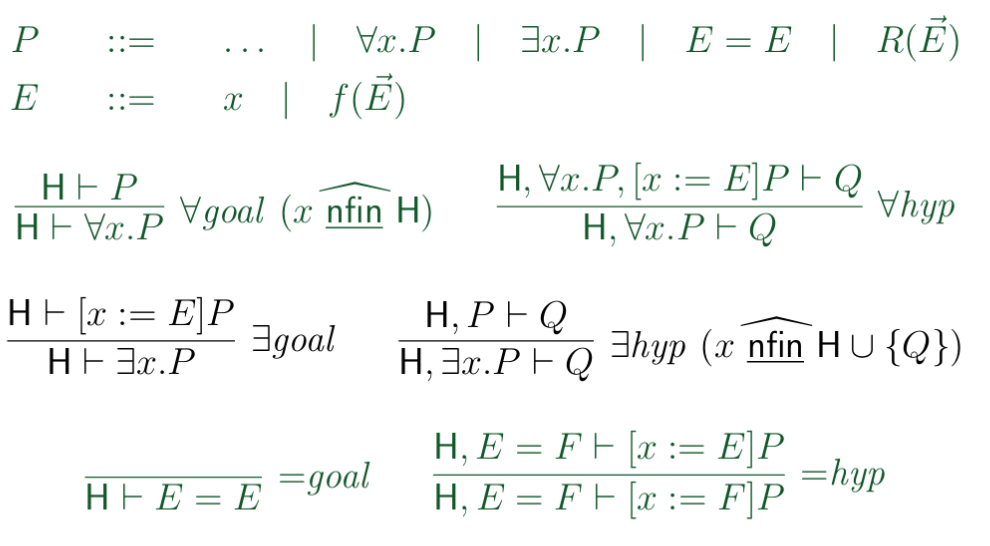 P ::= … | ∀x.P | ∃x.P | E = E | R(E⃗)
E ::= x | f(E⃗)
H ⊢ P H, ∀x.P, [x := E]P ⊢ Q
∀goal (x nfin H) ∀hyp
H ⊢ ∀x.P H, ∀x.P ⊢ Q
H ⊢ [x := E]P H, P ⊢ Q
∃goal ∃hyp (x nfin H ∪ {Q})
H ⊢ ∃x.P H, ∃x.P ⊢ Q
H, E = F ⊢ [x := E]P
=goal =hyp
H ⊢ E = E H, E = F ⊢ [x := F]P